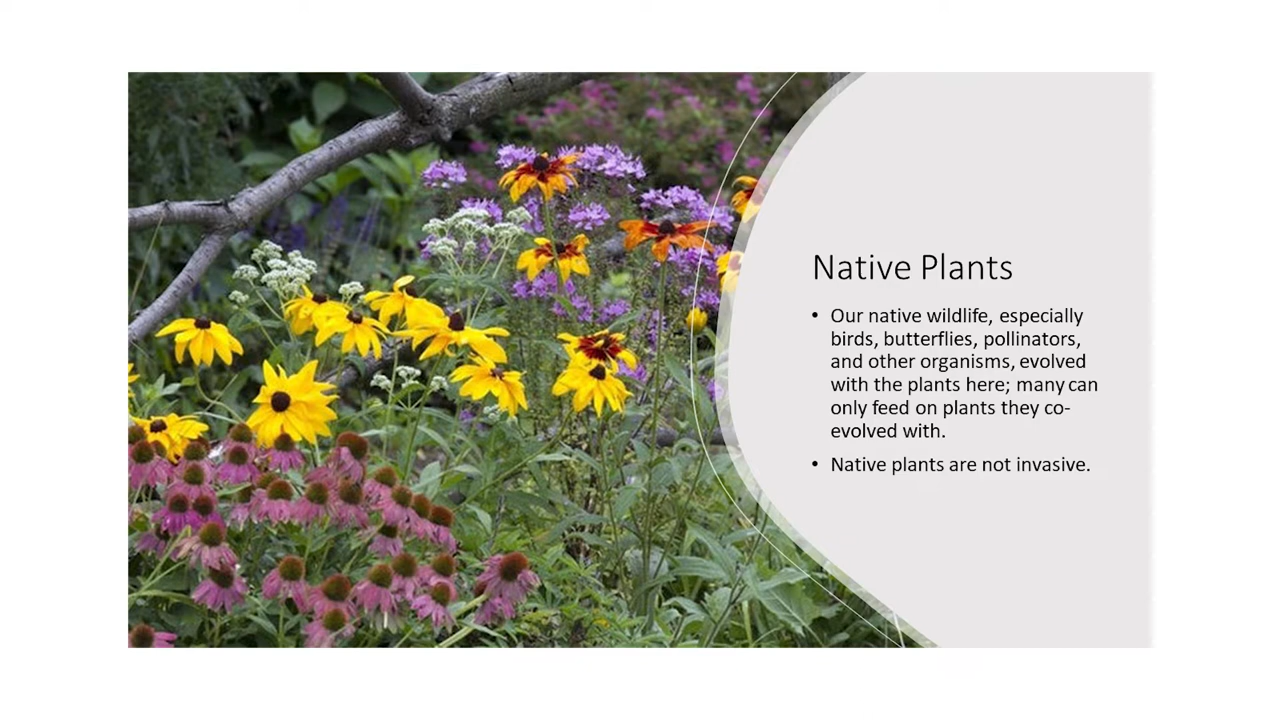 Native Plants
• Our native wildlife, especially
birds, butterflies, pollinators,
and other organisms, evolved
with the plants here; many can
only feed on plants they co-
evolved with.
• Native plants are not invasive.